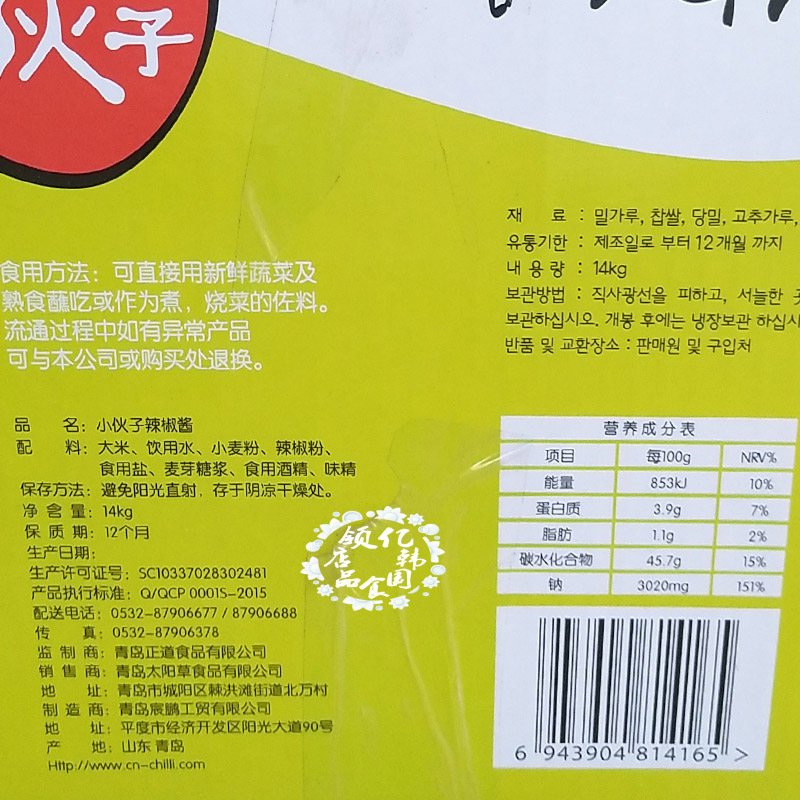 伙子
食用方法：可直接用新鲜蔬菜及
熟食蘸吃或作为煮，烧菜的佐料。
流通过程中如有异常产品
可与本公司或购买处退换。
재 료 : 밀가루, 찹쌀, 당밀, 고추가루,
유통기한 : 제조일로 부터 12개월 까지
내 용 량 : 14kg
보관방법 : 직사광선을 피하고, 서늘한
보관하십시오. 개봉 후에는 냉장보관 하십시
반품 및 교환장소 : 판매원 및 구입처
品 名：小伙子辣椒酱
配 料：大米、饮用水、小麦粉、辣椒粉、
食用盐、麦芽糖浆、食用酒精、味精
保存方法：避免阳光直射，存于阴凉干燥处。
净 含 量：14kg
保 质 期：12个月
生产日期：
生产许可证号：SC10337028302481
产品执行标准：Q/QCP 0001S-2015
配送电话：0532-87906677 / 87906688
传 真：0532-87906378
监 制 商：青岛正道食品有限公司
销 售 商：青岛太阳草食品有限公司
地 址：青岛市城阳区棘洪滩街道北万村
制 造 商：青岛宸鹏工贸有限公司
地 址：平度市经济开发区阳光大道90号
产 地：山东 青岛
Http://www.cn-chilli.com
营养成分表
项目 每100g NRV%
能量 853kJ 10%
蛋白质 3.9g 7%
脂肪 1.1g 2%
碳水化合物 45.7g 15%
钠 3020mg 151%
6 943904 814165 >
亿领
韩国食品店